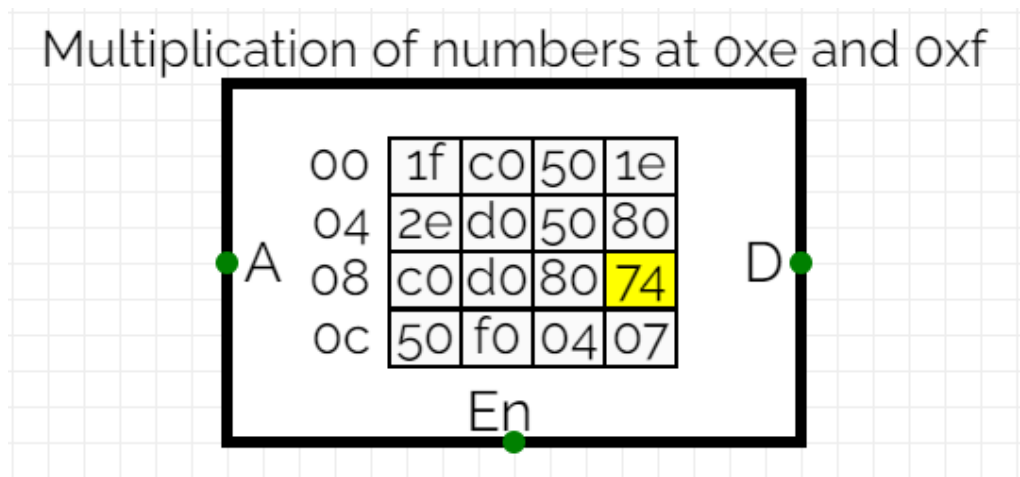 Multiplication of numbers at 0xe and 0xf
00 1f c0 50 1e
04 2e d0 50 80
A 08 c0 d0 80 74 D
0c 50 f0 04 07
En